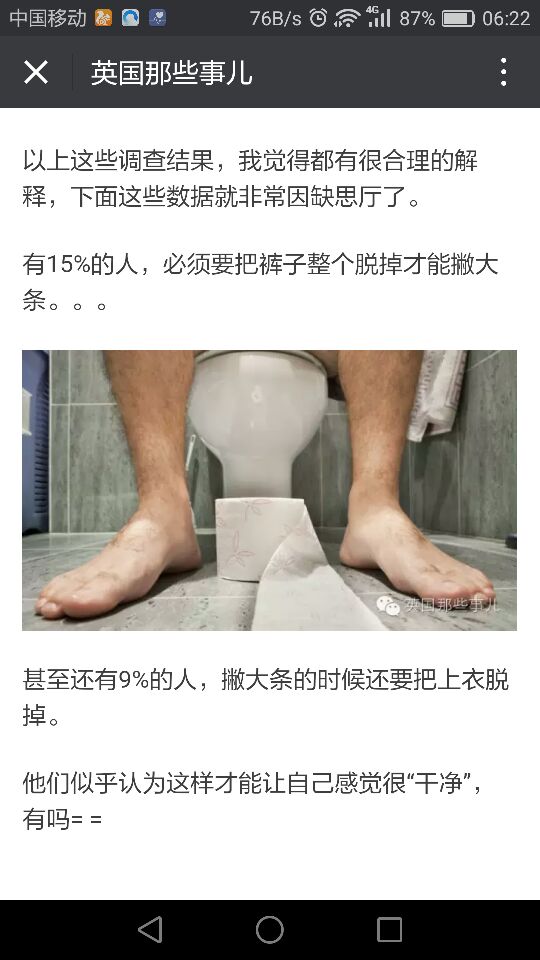 中国移动 76B/s 4G 87% 06:22
英国那些事儿
以上这些调查结果，我觉得都有很合理的解
释，下面这些数据就非常因缺思厅了。
有15%的人，必须要把裤子整个脱掉才能撇大
条。。。
英国那些事儿
甚至还有9%的人，撇大条的时候还要把上衣脱
掉。
他们似乎认为这样才能让自己感觉很“干净”，
有吗= =